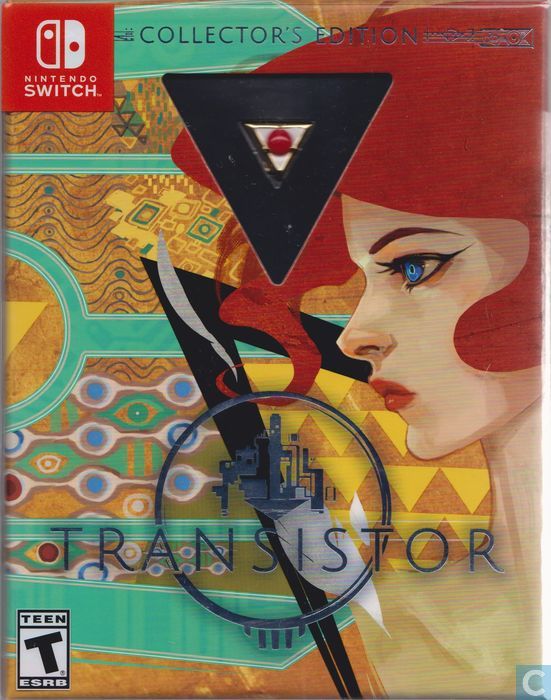 COLLECTOR'S EDITION
NINTENDO
SWITCH
TRANSISTOR
TEEN
T
ESRB
C